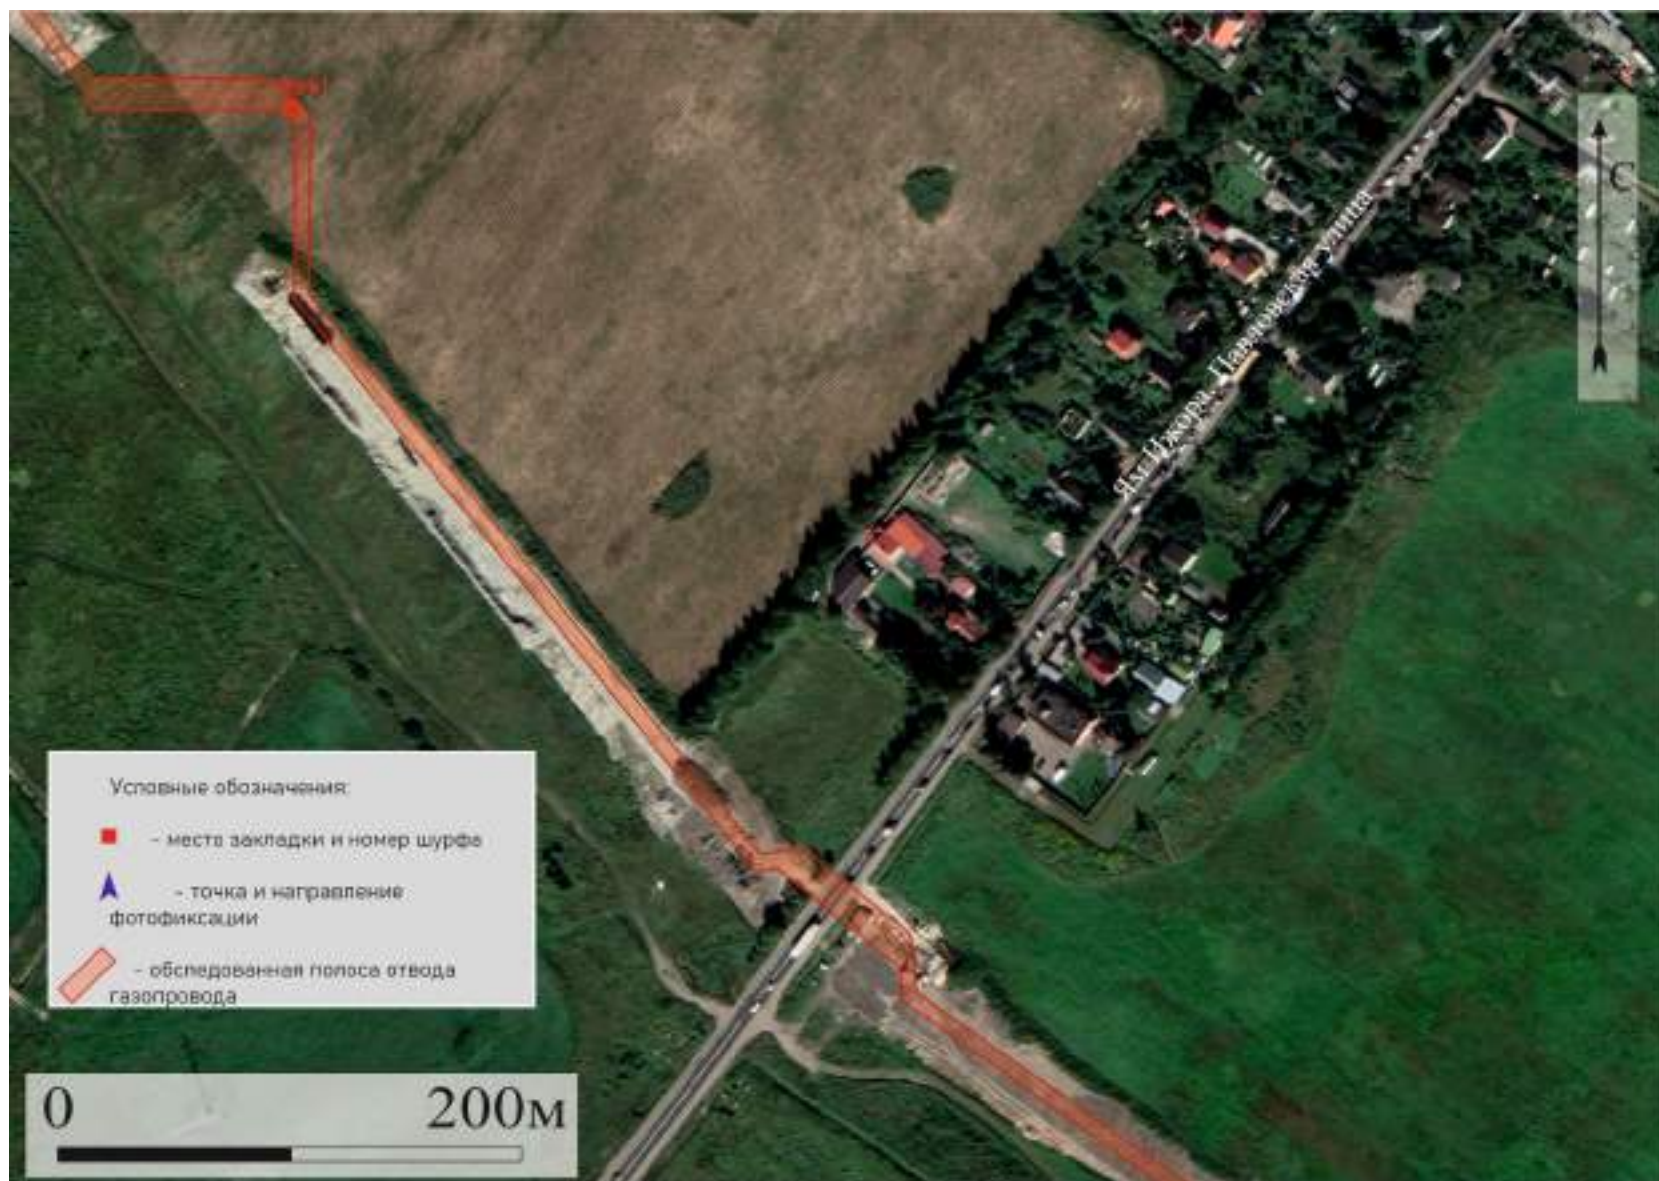 С
Ям-Ижора, Павловская улица
Условные обозначения:
- место закладки и номер шурфа
- точка и направление
фотофиксации
- обследованная полоса отвода
газопровода
0 200м